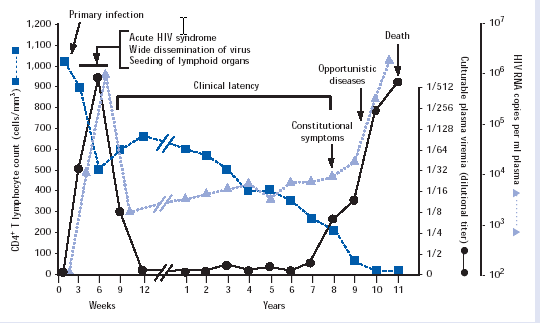 Primary infection
Acute HIV syndrome
Wide dissemination of virus
Seeding of lymphoid organs
Clinical latency
Death
Opportunistic
diseases
Constitutional
symptoms
CD4+ T lymphocyte count (cells/mm³)
1,200
1,100
1,000
900
800
700
600
500
400
300
200
100
0
1/512
1/256
1/128
1/64
1/32
1/16
1/8
1/4
1/2
0
Culturable plasma viremia (dilutional titer)
10⁷
10⁶
10⁵
10⁴
10³
10²
HIV RNA copies per ml plasma
0 3 6 9 12 1 2 3 4 5 6 7 8 9 10 11
Weeks Years